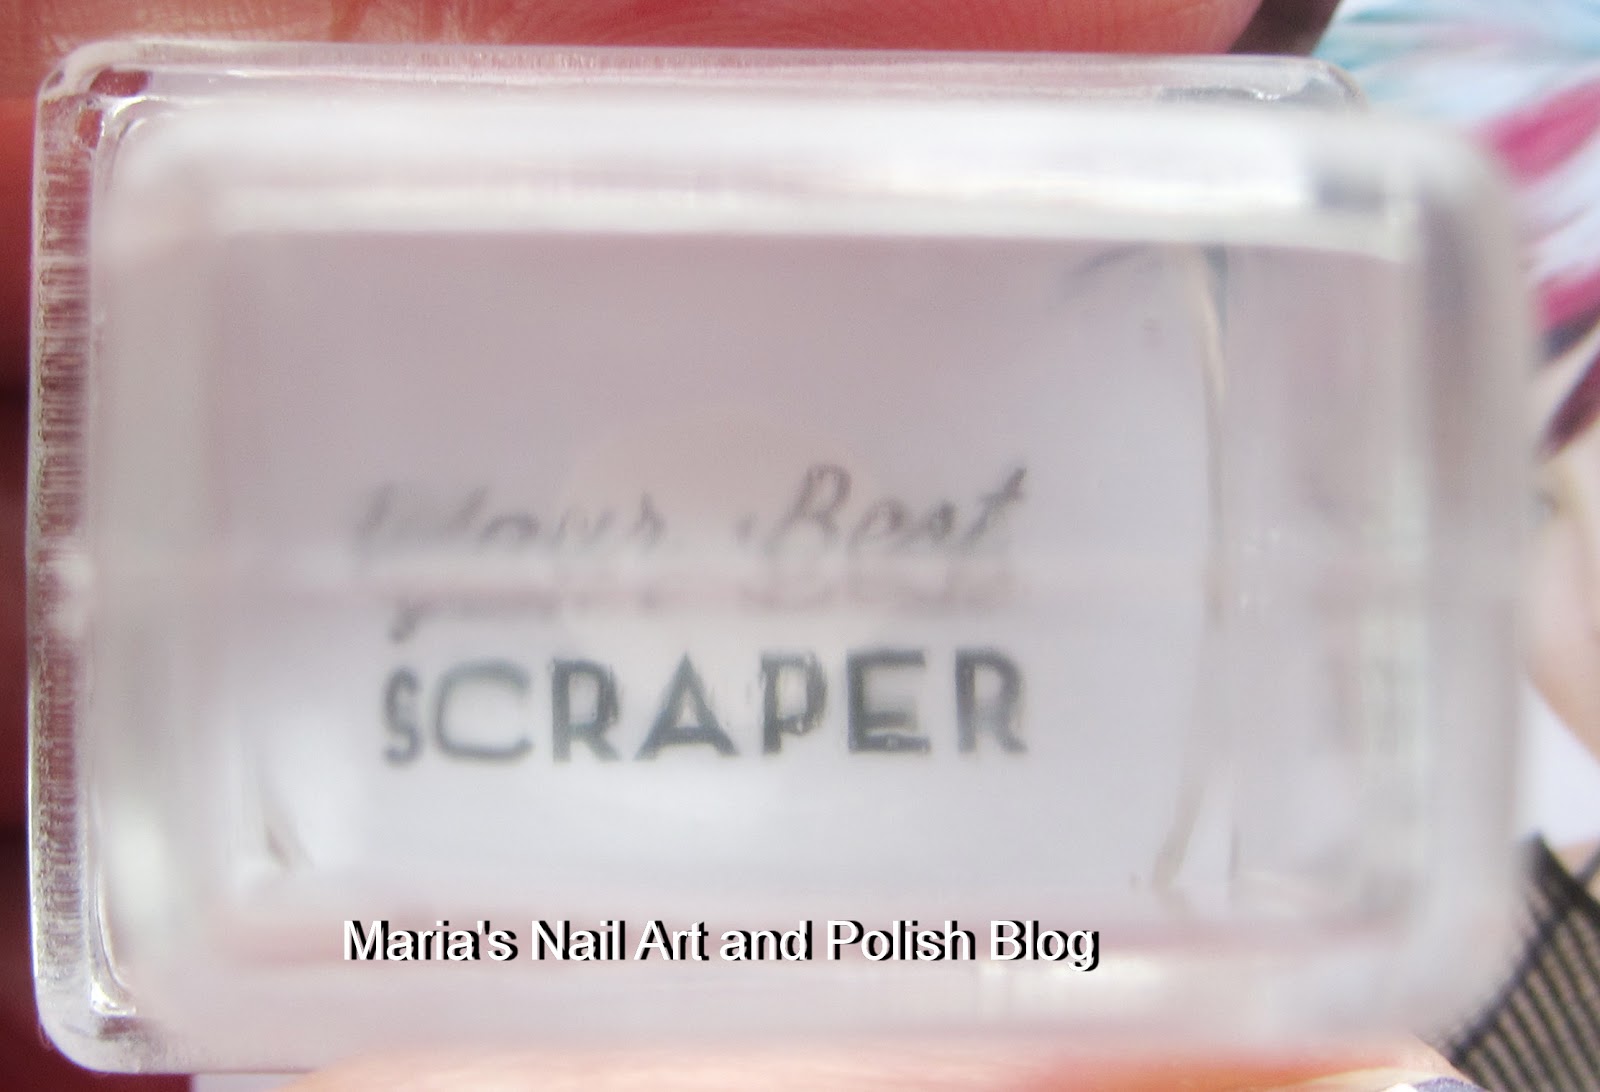 Your Best
SCRAPER
Maria's Nail Art and Polish Blog